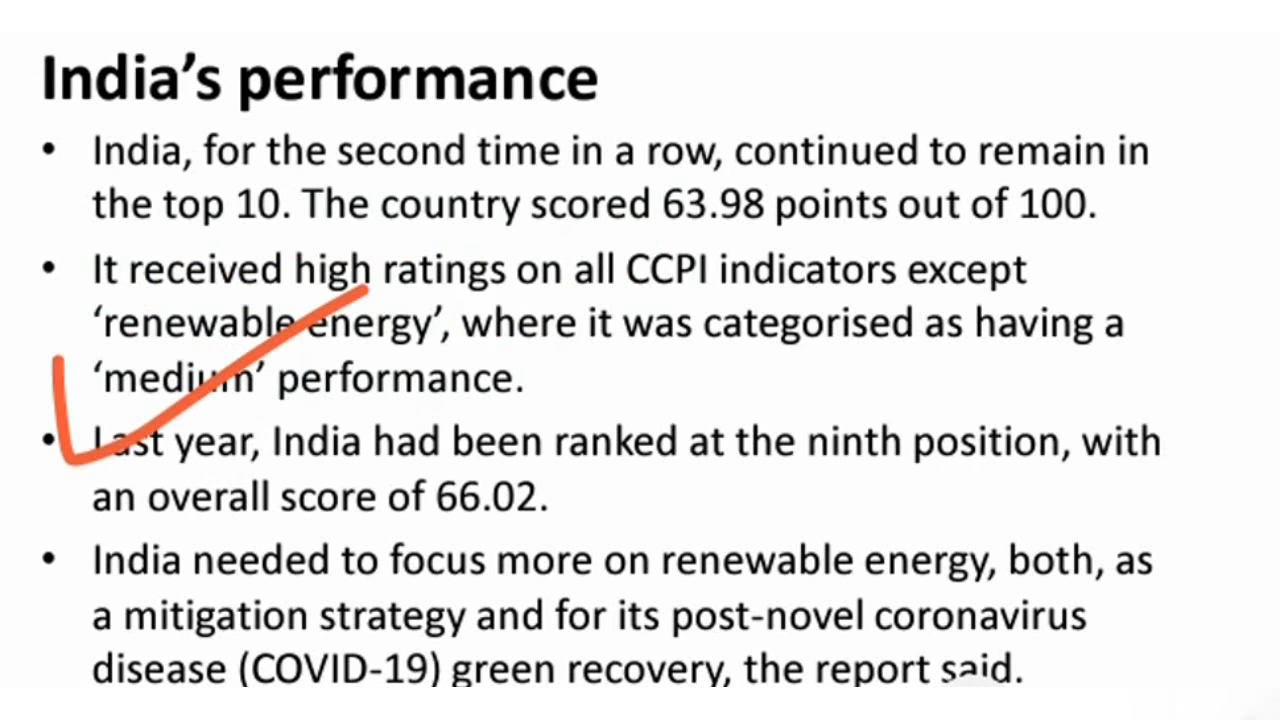 India’s performance
• India, for the second time in a row, continued to remain in
the top 10. The country scored 63.98 points out of 100.
• It received high ratings on all CCPI indicators except
‘renewable energy’, where it was categorised as having a
‘medium’ performance.
• Last year, India had been ranked at the ninth position, with
an overall score of 66.02.
• India needed to focus more on renewable energy, both, as
a mitigation strategy and for its post-novel coronavirus
disease (COVID-19) green recovery, the report said.